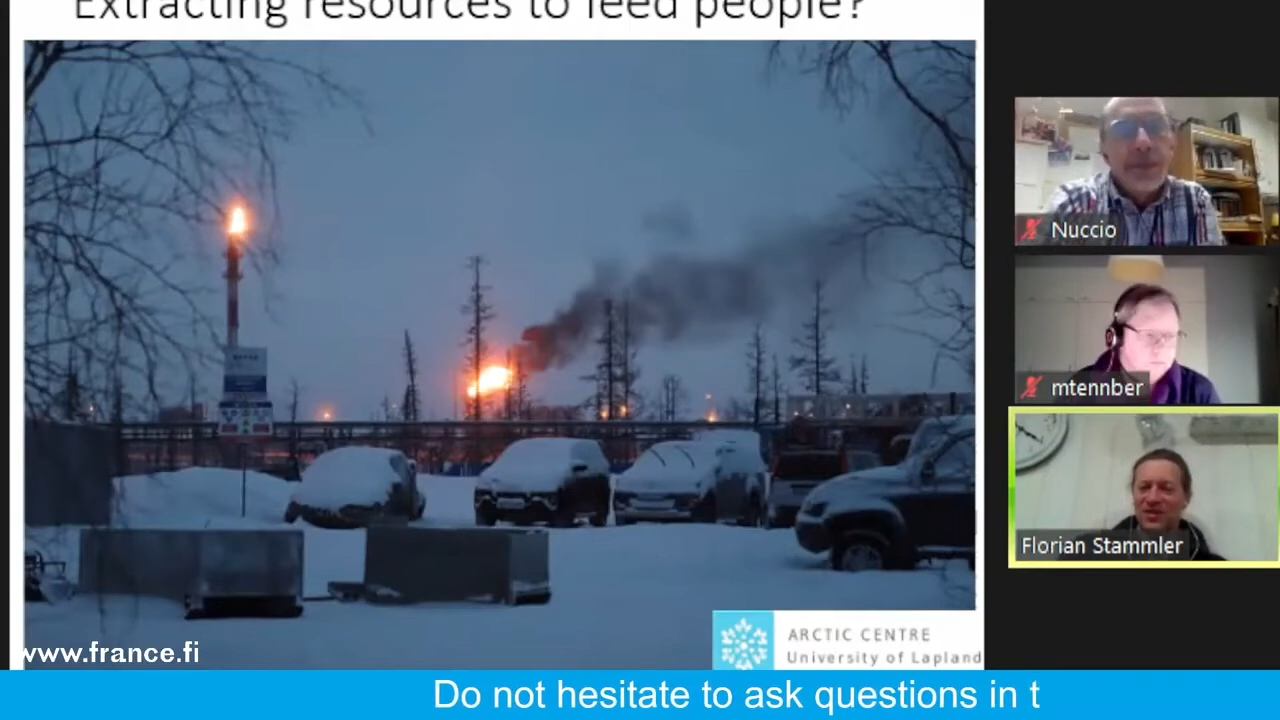 Extracting resources to feed people?
Nuccio
mtennber
Florian Stammler
ARCTIC CENTRE
University of Lapland
www.france.fi
Do not hesitate to ask questions in t